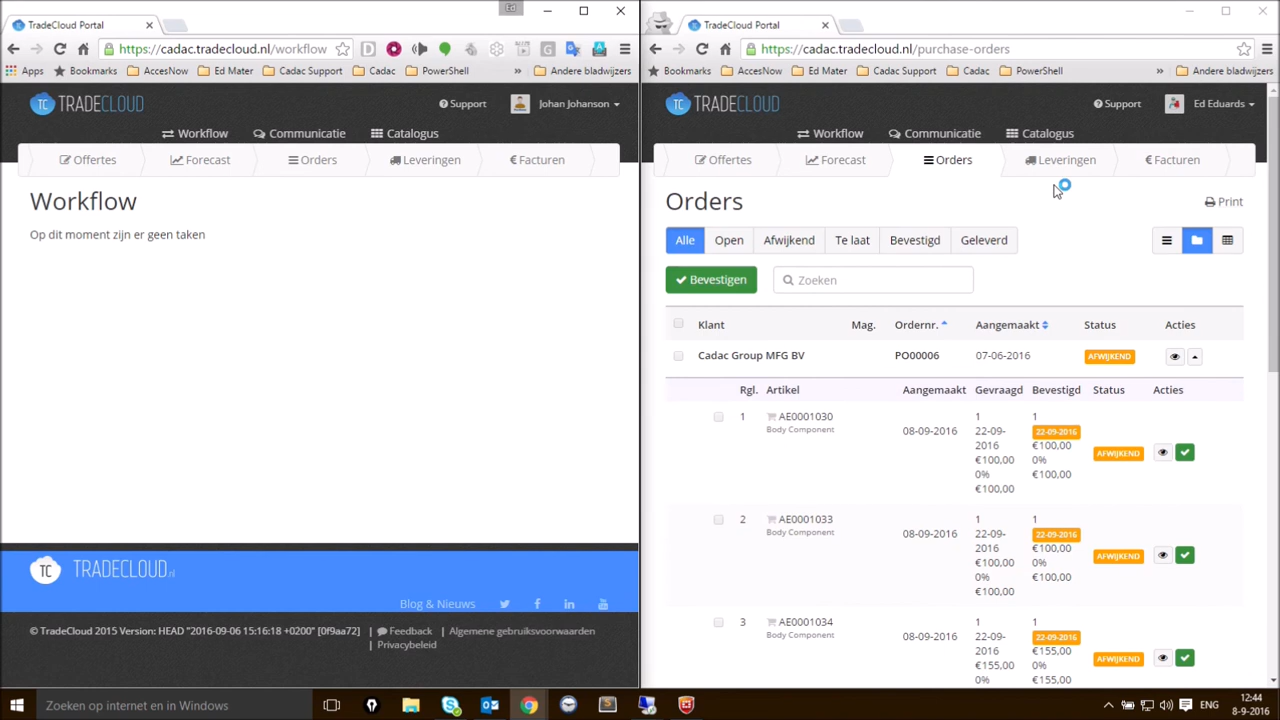 Ed
TradeCloud Portal
https://cadac.tradecloud.nl/workflow
Apps Bookmarks AccesNow Ed Mater Cadac Support Cadac PowerShell » Andere bladwijzers
TC TRADECLOUD
Support Johan Johanson
Workflow Communicatie Catalogus
Offertes Forecast Orders Leveringen € Facturen
Workflow
Op dit moment zijn er geen taken
TC TRADECLOUD.nl
Blog & Nieuws
© TradeCloud 2015 Version: HEAD "2016-09-06 15:16:18 +0200" [0f9aa72] | Feedback | Algemene gebruiksvoorwaarden
| Privacybeleid
TradeCloud Portal
https://cadac.tradecloud.nl/purchase-orders
Bookmarks AccesNow Ed Mater Cadac Support Cadac PowerShell » Andere bladwijzers
TC TRADECLOUD
Support Ed Eduards
Workflow Communicatie Catalogus
Offertes Forecast Orders Leveringen € Facturen
Orders
Print
Alle Open Afwijkend Te laat Bevestigd Geleverd
Bevestigen Zoeken
Klant Mag. Ordernr. Aangemaakt Status Acties
Cadac Group MFG BV PO00006 07-06-2016 AFWIJKEND
Rgl. Artikel Aangemaakt Gevraagd Bevestigd Status Acties
1 AE0001030 Body Component 08-09-2016 1 22-09-2016 €100,00 0% €100,00 1 22-09-2016 €100,00 0% €100,00 AFWIJKEND
2 AE0001033 Body Component 08-09-2016 1 22-09-2016 €100,00 0% €100,00 1 22-09-2016 €100,00 0% €100,00 AFWIJKEND
3 AE0001034 Body Component 08-09-2016 1 22-09-2016 €155,00 0% 1 22-09-2016 €155,00 0% €155,00 AFWIJKEND
Zoeken op internet en in Windows
ENG
12:44
8-9-2016